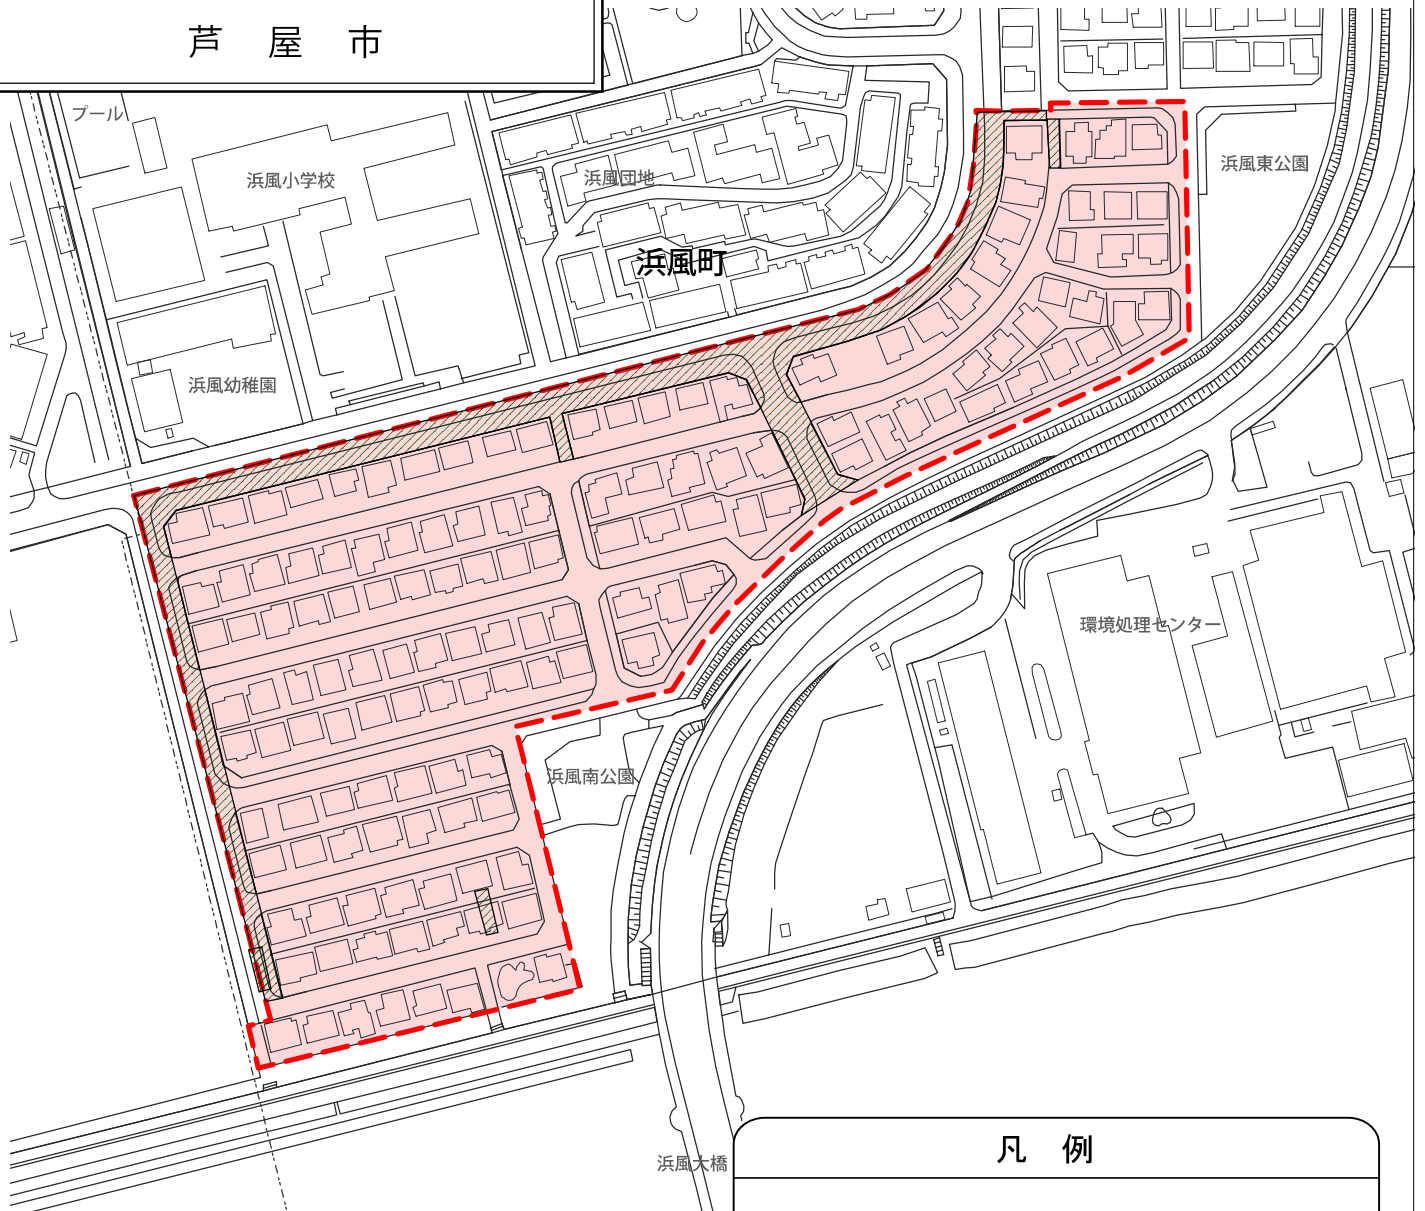 芦屋市
プール
浜風小学校
浜風団地
浜風東公園
浜風町
浜風幼稚園
環境処理センター
浜風南公園
凡例
浜風大橋